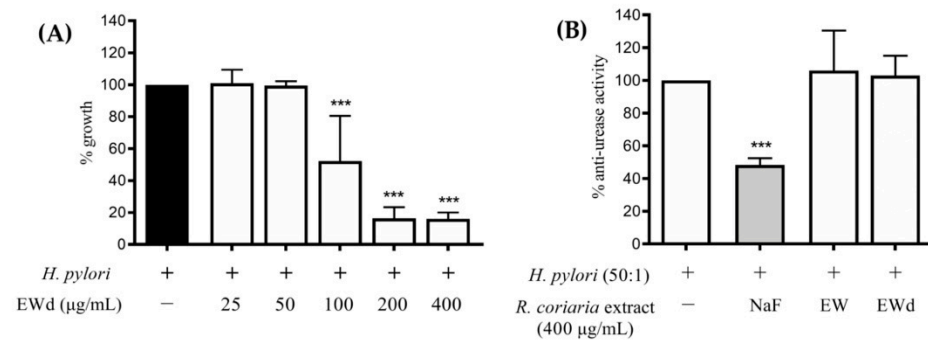 (A)
% growth
140
120
100
80
60
40
20
0
*** *** ***
H. pylori + + + + + +
EWd (µg/mL) – 25 50 100 200 400
(B)
% anti-urease activity
140
120
100
80
60
40
20
0
***
H. pylori (50:1) + + + +
R. coriaria extract – NaF EW EWd
(400 µg/mL)